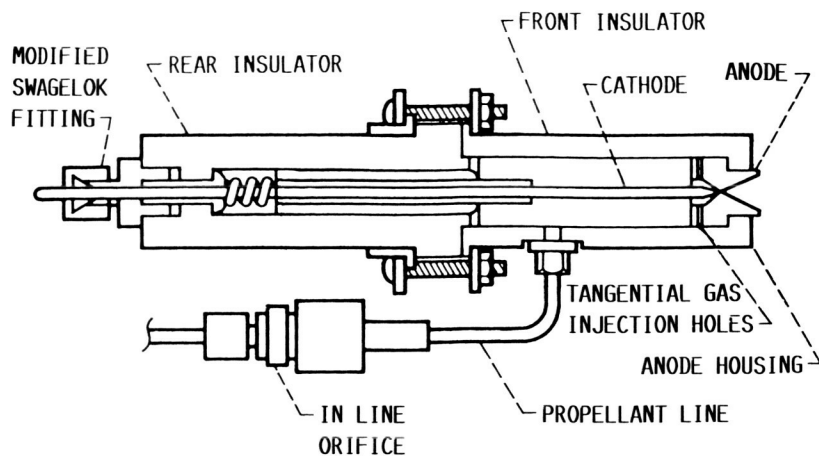 MODIFIED
SWAGELOK
FITTING
REAR INSULATOR
FRONT INSULATOR
CATHODE
ANODE
TANGENTIAL GAS
INJECTION HOLES
ANODE HOUSING
IN LINE
ORIFICE
PROPELLANT LINE